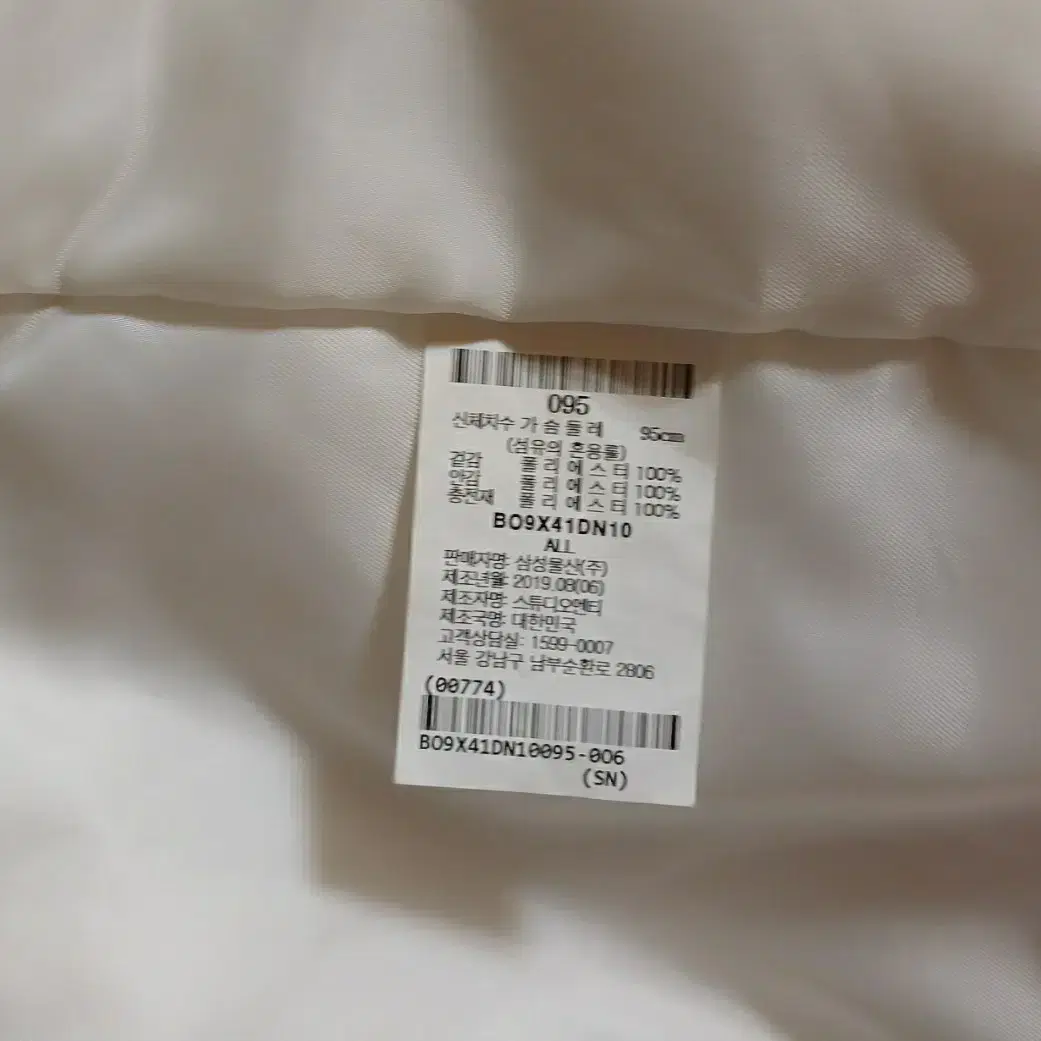 095
신체치수 가 슴 둘 레 95cm
(섬유의 혼용률)
겉감 폴 리 에 스 터 100%
안감 폴 리 에 스 터 100%
충전재 폴 리 에 스 터 100%
BO9X41DN10
ALL
판매자명: 삼성물산(주)
제조년월: 2019.08(06)
제조자명: 스튜디오엔티
제조국명: 대한민국
고객상담실: 1599-0007
서울 강남구 남부순환로 2806
(00774)
BO9X41DN10095-006
(SN)